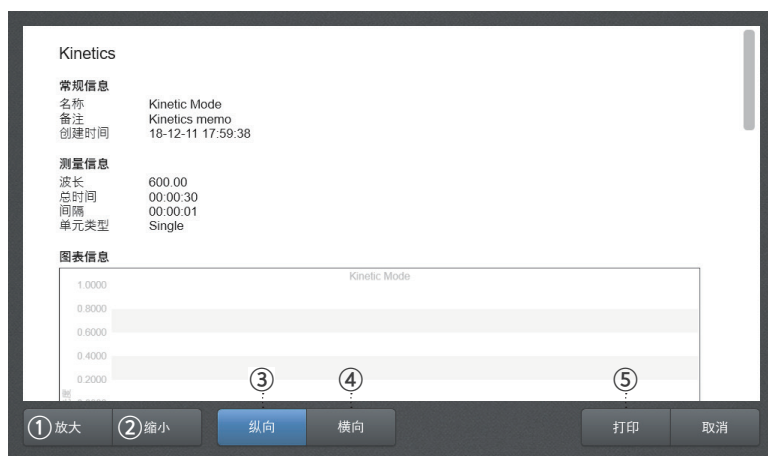 Kinetics
常规信息
名称 Kinetic Mode
备注 Kinetics memo
创建时间 18-12-11 17:59:38
测量信息
波长 600.00
总时间 00:00:30
间隔 00:00:01
单元类型 Single
图表信息
Kinetic Mode
1.0000
0.8000
0.6000
0.4000
0.2000
③ ④ ⑤
①放大 ②缩小 纵向 横向 打印 取消